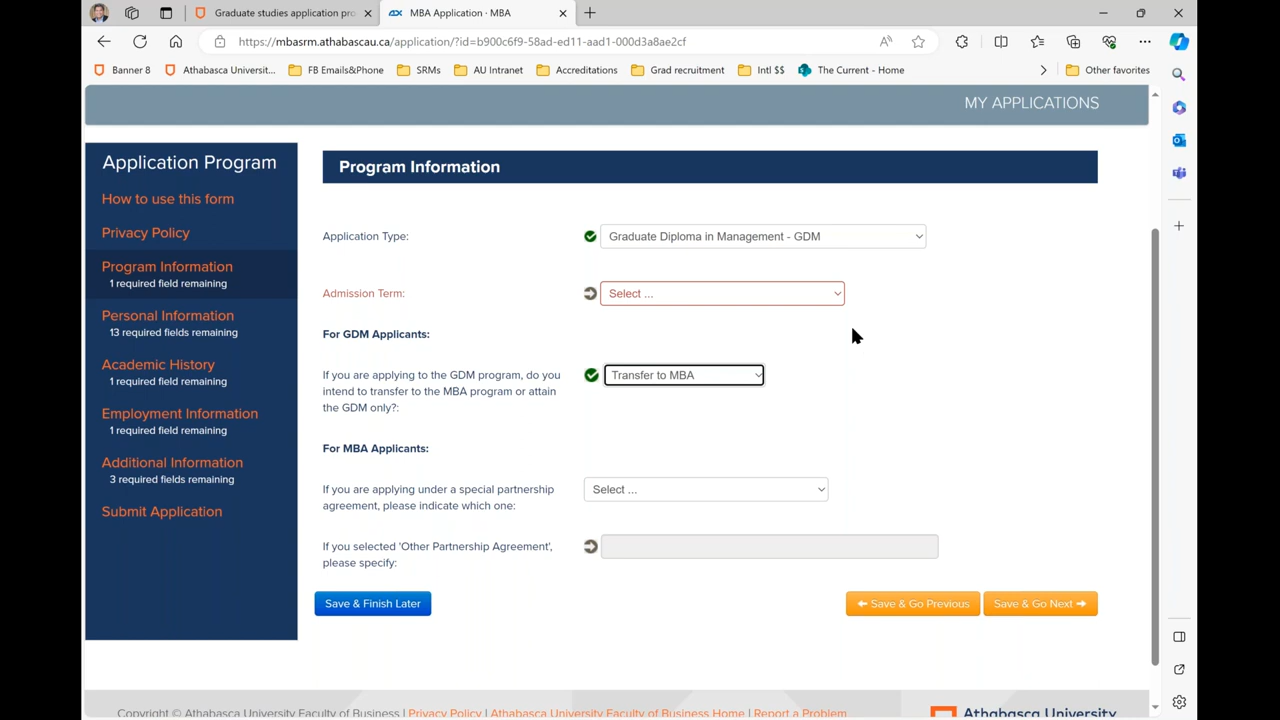 Graduate studies application pro
MBA Application · MBA
https://mbasrm.athabascau.ca/application/?id=b900c6f9-58ad-ed11-aad1-000d3a8ae2cf
Banner 8
Athabasca Universit...
FB Emails&Phone
SRMs
AU Intranet
Accreditations
Grad recruitment
Intl $$
The Current - Home
Other favorites
MY APPLICATIONS
Application Program
How to use this form
Privacy Policy
Program Information
1 required field remaining
Personal Information
13 required fields remaining
Academic History
1 required field remaining
Employment Information
1 required field remaining
Additional Information
3 required fields remaining
Submit Application
Program Information
Application Type:
Graduate Diploma in Management - GDM
Admission Term:
Select ...
For GDM Applicants:
If you are applying to the GDM program, do you
intend to transfer to the MBA program or attain
the GDM only?:
Transfer to MBA
For MBA Applicants:
If you are applying under a special partnership
agreement, please indicate which one:
Select ...
If you selected 'Other Partnership Agreement',
please specify:
Save & Finish Later
Save & Go Previous
Save & Go Next
Copyright © Athabasca University Faculty of Business | Privacy Policy | Athabasca University Faculty of Business Home | Report a Problem
Athabasca University